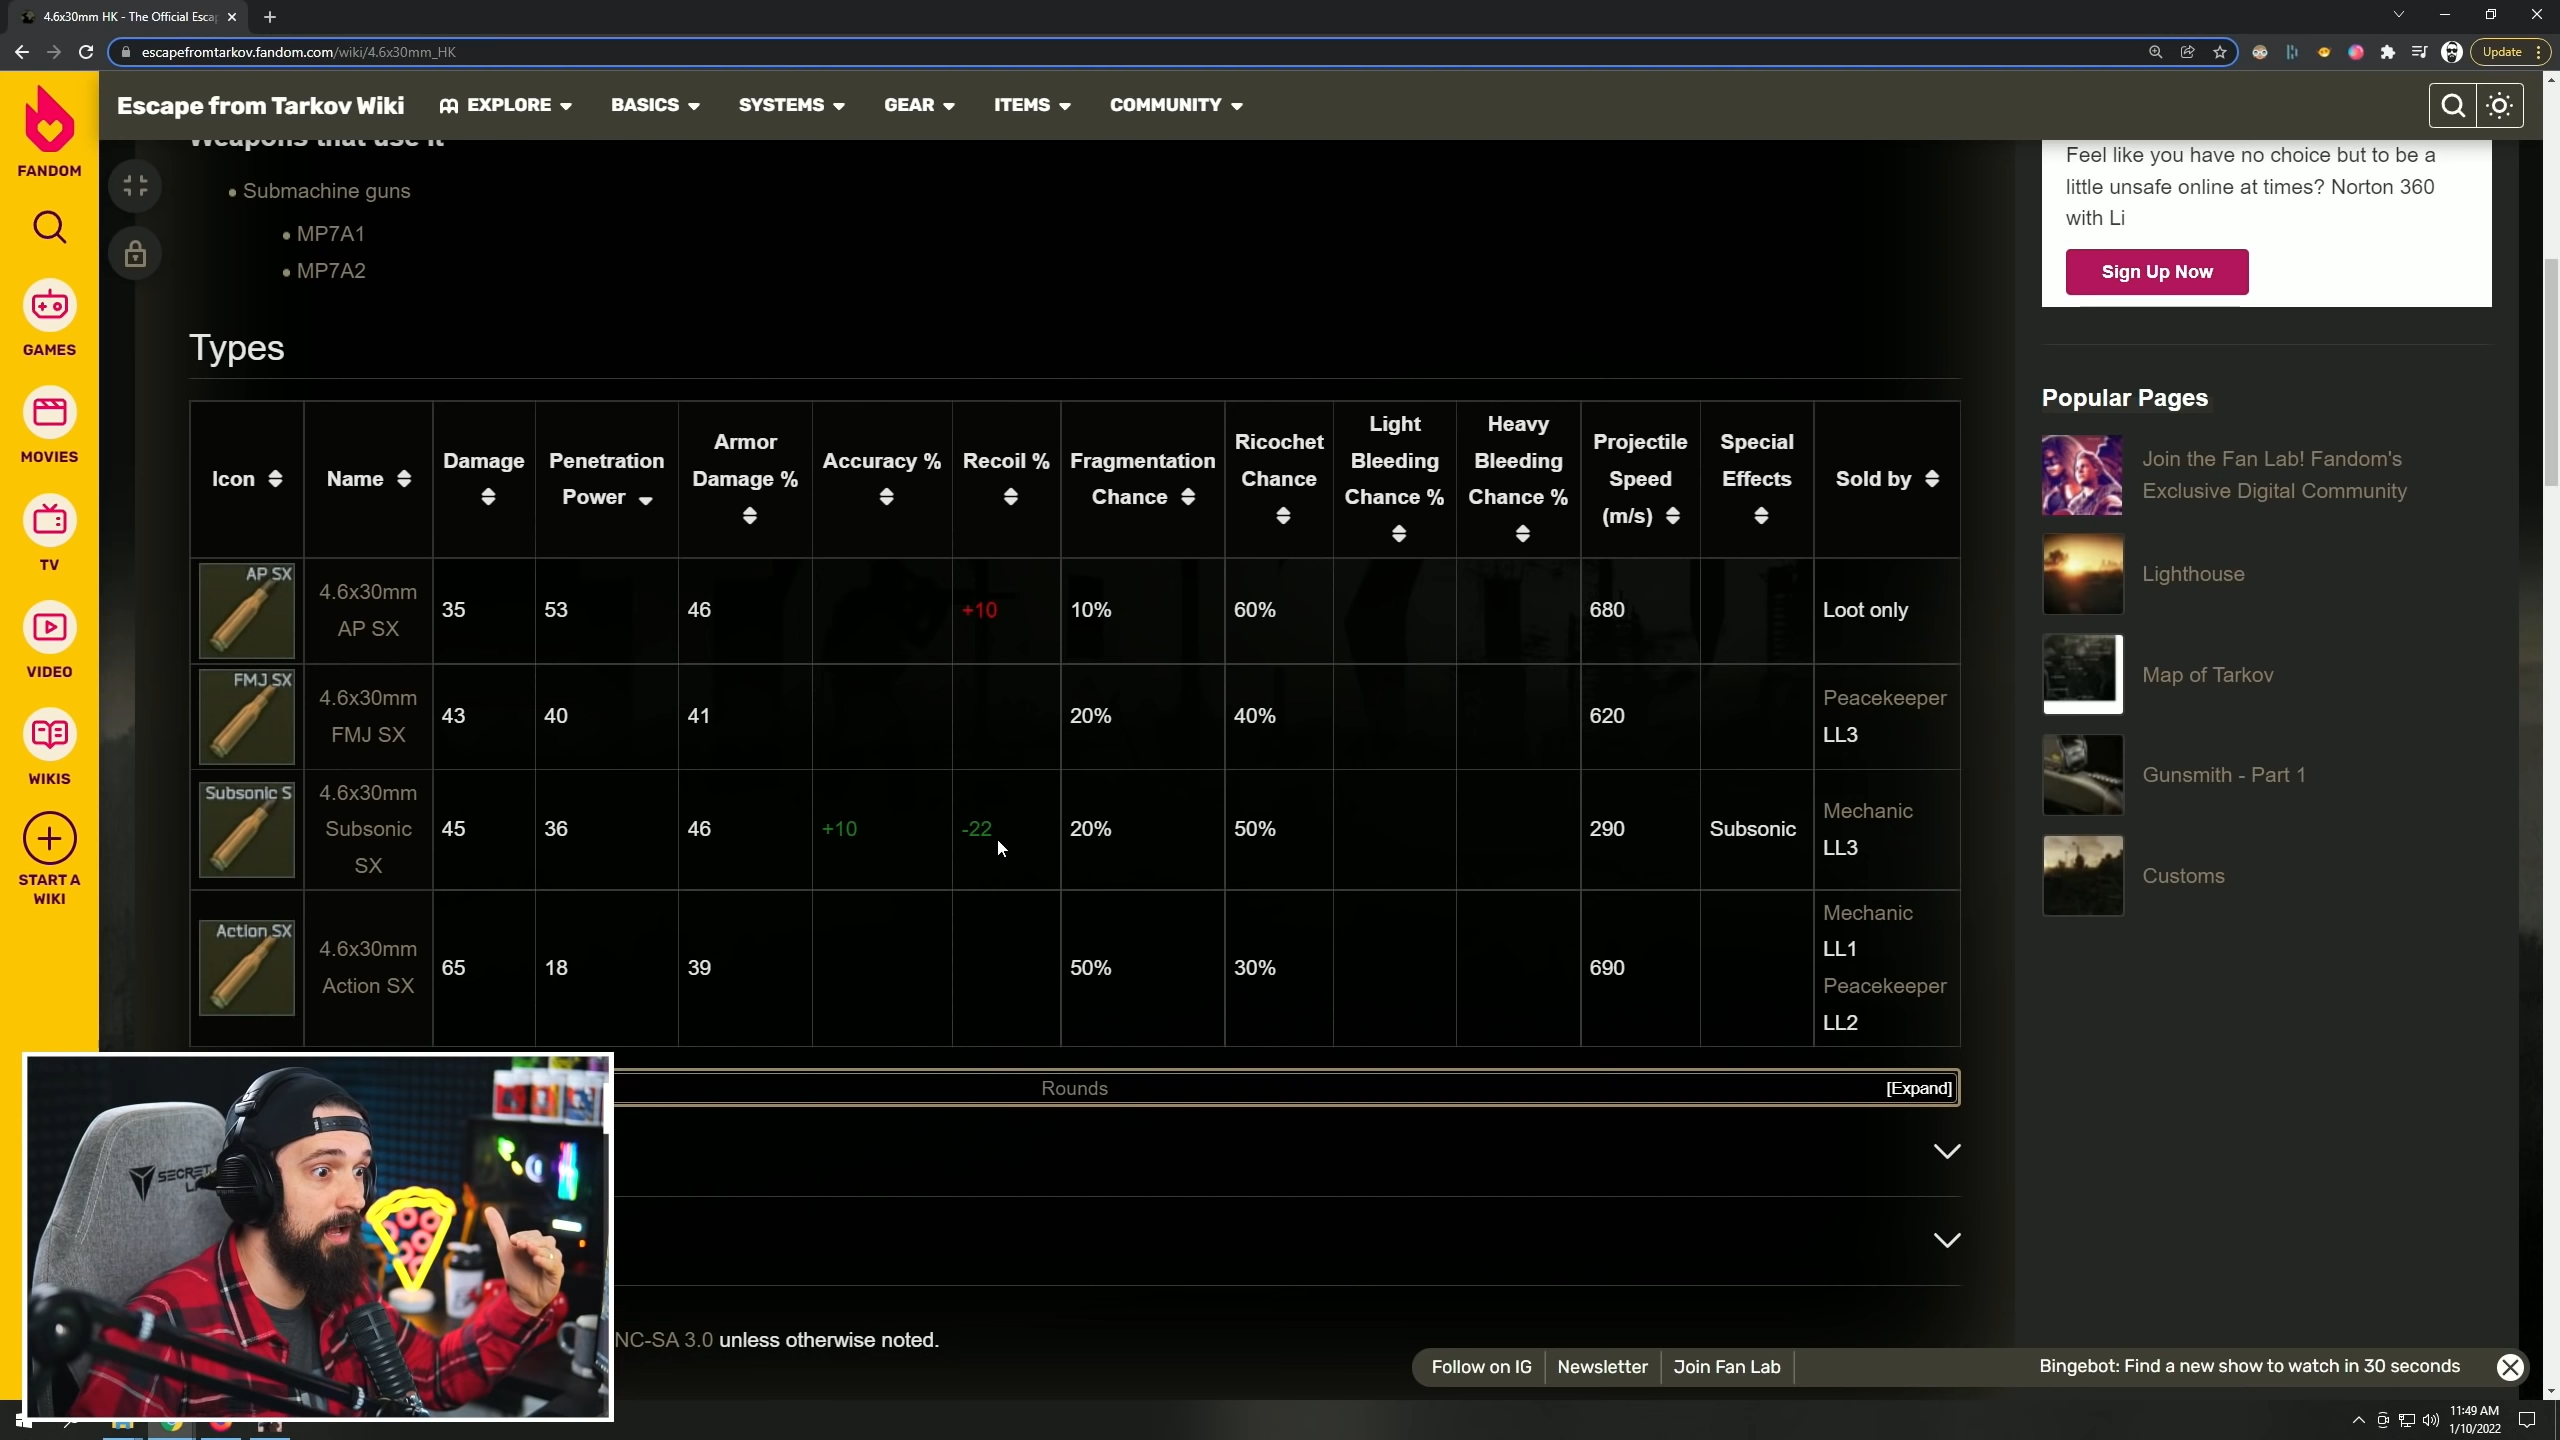 4.6x30mm HK - The Official Escap
escapefromtarkov.fandom.com/wiki/4.6x30mm_HK
Update
FANDOM
GAMES
MOVIES
TV
VIDEO
WIKIS
START A
WIKI
Escape from Tarkov Wiki
EXPLORE
BASICS
SYSTEMS
GEAR
ITEMS
COMMUNITY
Weapons that use it
• Submachine guns
• MP7A1
• MP7A2
Types
Icon
Name
Damage
Penetration
Power
Armor
Damage %
Accuracy %
Recoil %
Fragmentation
Chance
Ricochet
Chance
Light
Bleeding
Chance %
Heavy
Bleeding
Chance %
Projectile
Speed
(m/s)
Special
Effects
Sold by
AP SX
4.6x30mm
AP SX
35
53
46
+10
10%
60%
680
Loot only
FMJ SX
4.6x30mm
FMJ SX
43
40
41
20%
40%
620
Peacekeeper
LL3
Subsonic S
4.6x30mm
Subsonic
SX
45
36
46
+10
-22
20%
50%
290
Subsonic
Mechanic
LL3
Action SX
4.6x30mm
Action SX
65
18
39
50%
30%
690
Mechanic
LL1
Peacekeeper
LL2
Rounds
[Expand]
NC-SA 3.0 unless otherwise noted.
Feel like you have no choice but to be a
little unsafe online at times? Norton 360
with Li
Sign Up Now
Popular Pages
Join the Fan Lab! Fandom's
Exclusive Digital Community
Lighthouse
Map of Tarkov
Gunsmith - Part 1
Customs
SECRET
Follow on IG
Newsletter
Join Fan Lab
Bingebot: Find a new show to watch in 30 seconds
11:49 AM
1/10/2022